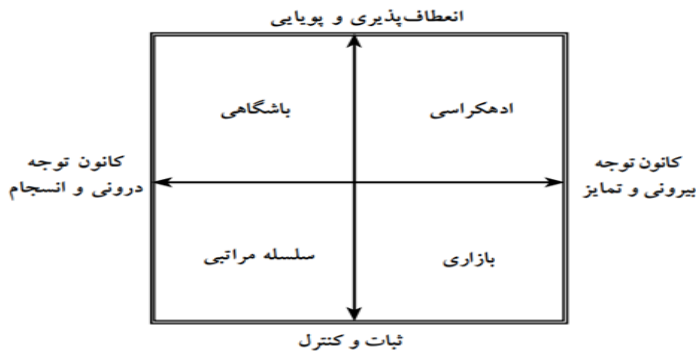 انعطاف‌پذیری و پویایی
باشگاهی
ادهکراسی
کانون توجه
درونی و انسجام
کانون توجه
بیرونی و تمایز
سلسله مراتبی
بازاری
ثبات و کنترل